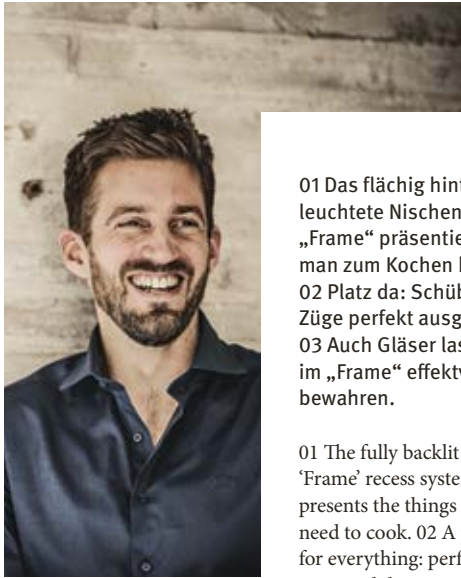 01 Das flächig hint
leuchtete Nischen
„Frame“ präsentie
man zum Kochen
02 Platz da: Schüb
Züge perfekt ausg
03 Auch Gläser las
im „Frame“ effektv
bewahren.
01 The fully backlit
‘Frame’ recess system
presents the things
need to cook. 02 A
for everything: perf